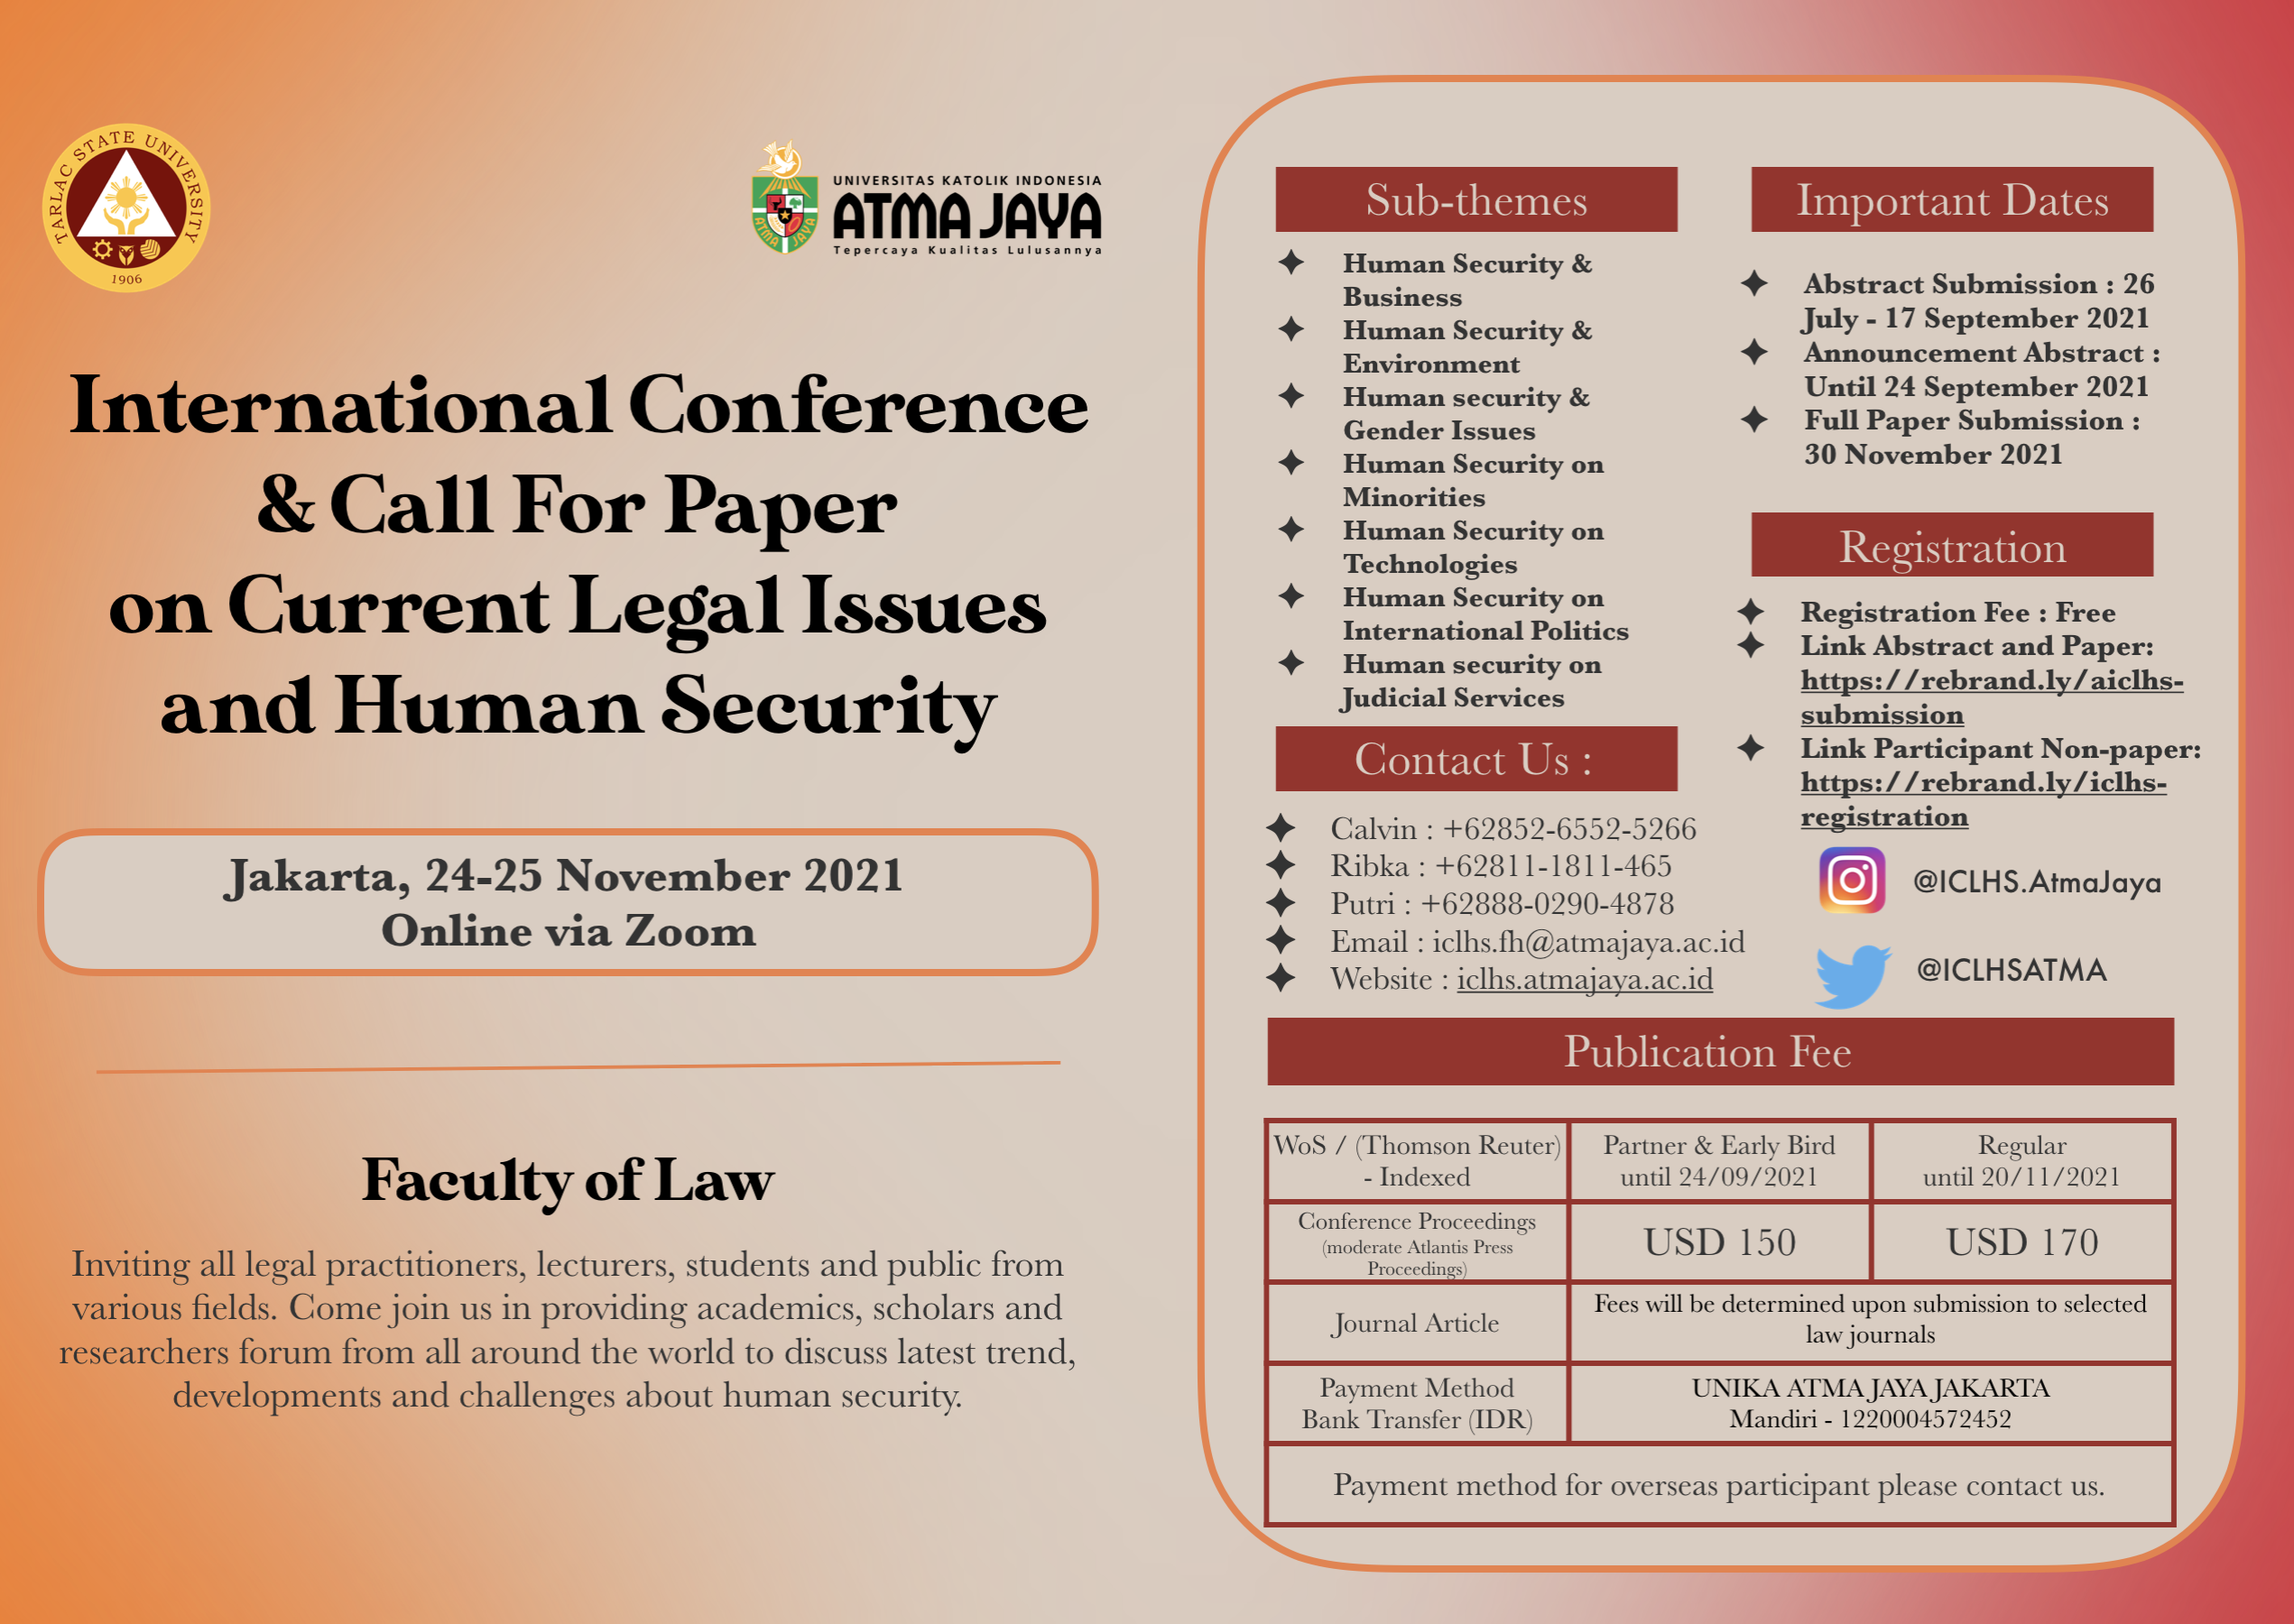 TARLAC STATE UNIVERSITY
1906
UNIVERSITAS KATOLIK INDONESIA
ATMA JAYA
Tepercaya Kualitas Lulusannya
ATMA JAYA
International Conference
& Call For Paper
on Current Legal Issues
and Human Security
Jakarta, 24-25 November 2021
Online via Zoom
Faculty of Law
Inviting all legal practitioners, lecturers, students and public from
various fields. Come join us in providing academics, scholars and
researchers forum from all around the world to discuss latest trend,
developments and challenges about human security.
Sub-themes
Human Security &
Business
Human Security &
Environment
Human security &
Gender Issues
Human Security on
Minorities
Human Security on
Technologies
Human Security on
International Politics
Human security on
Judicial Services
Contact Us :
Calvin : +62852-6552-5266
Ribka : +62811-1811-465
Putri : +62888-0290-4878
Email : iclhs.fh@atmajaya.ac.id
Website : iclhs.atmajaya.ac.id
Important Dates
Abstract Submission : 26
July - 17 September 2021
Announcement Abstract :
Until 24 September 2021
Full Paper Submission :
30 November 2021
Registration
Registration Fee : Free
Link Abstract and Paper:
https://rebrand.ly/aiclhs-
submission
Link Participant Non-paper:
https://rebrand.ly/iclhs-
registration
@ICLHS.AtmaJaya
@ICLHSATMA
Publication Fee
WoS / (Thomson Reuter)
- Indexed
Partner & Early Bird
until 24/09/2021
Regular
until 20/11/2021
Conference Proceedings
(moderate Atlantis Press
Proceedings)
USD 150
USD 170
Journal Article
Fees will be determined upon submission to selected
law journals
Payment Method
Bank Transfer (IDR)
UNIKA ATMA JAYA JAKARTA
Mandiri - 1220004572452
Payment method for overseas participant please contact us.